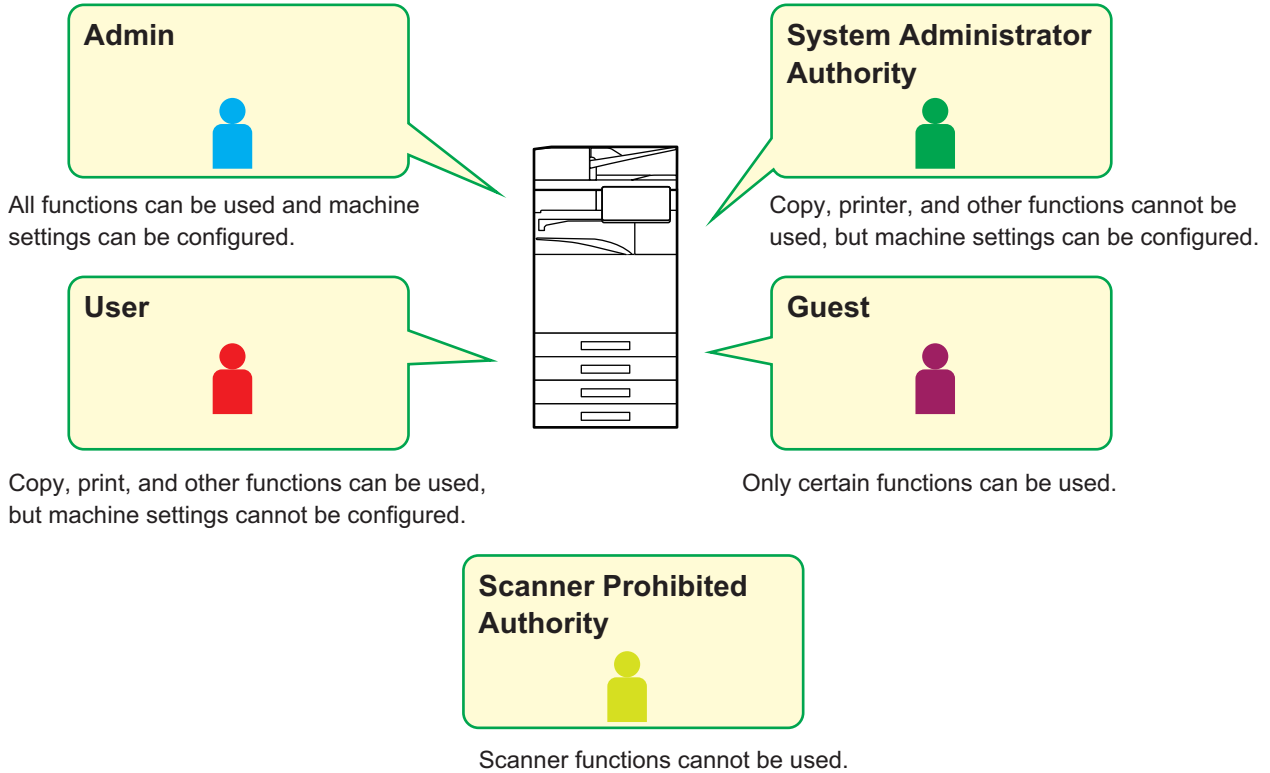 Admin
All functions can be used and machine
settings can be configured.
System Administrator
Authority
Copy, printer, and other functions cannot be
used, but machine settings can be configured.
User
Copy, print, and other functions can be used,
but machine settings cannot be configured.
Guest
Only certain functions can be used.
Scanner Prohibited
Authority
Scanner functions cannot be used.